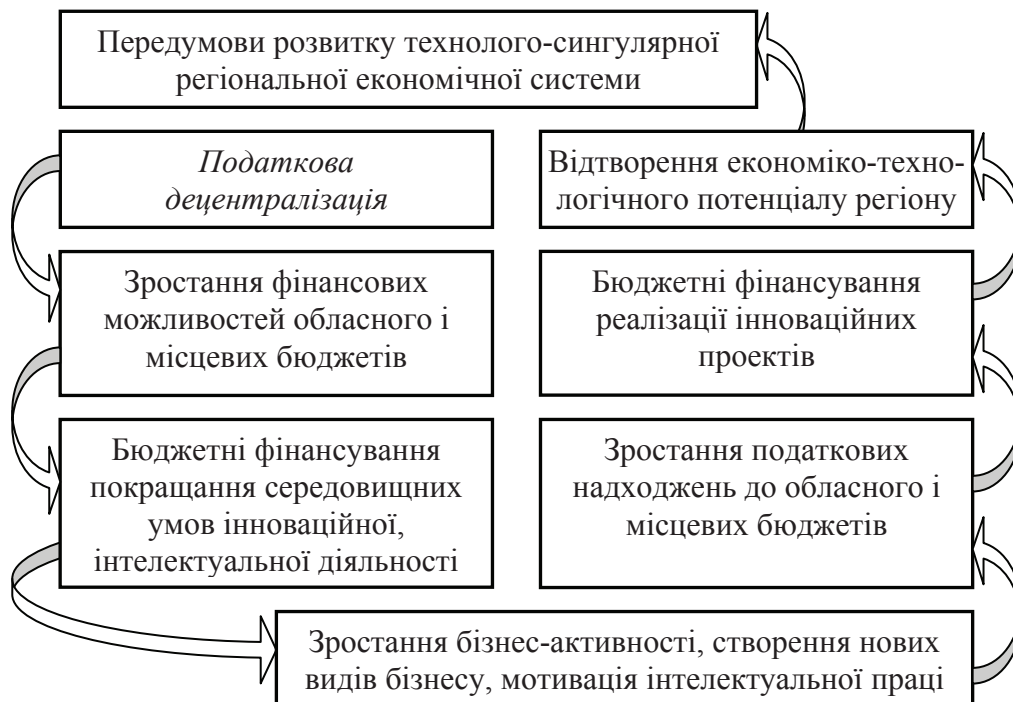 Передумови розвитку технолого-сингулярної
регіональної економічної системи
Податкова
децентралізація
Зростання фінансових
можливостей обласного і
місцевих бюджетів
Бюджетні фінансування
покращання середовищних
умов інноваційної,
інтелектуальної діяльності
Зростання бізнес-активності, створення нових
видів бізнесу, мотивація інтелектуальної праці
Зростання податкових
надходжень до обласного і
місцевих бюджетів
Бюджетні фінансування
реалізації інноваційних
проектів
Відтворення економіко-техно-
логічного потенціалу регіону